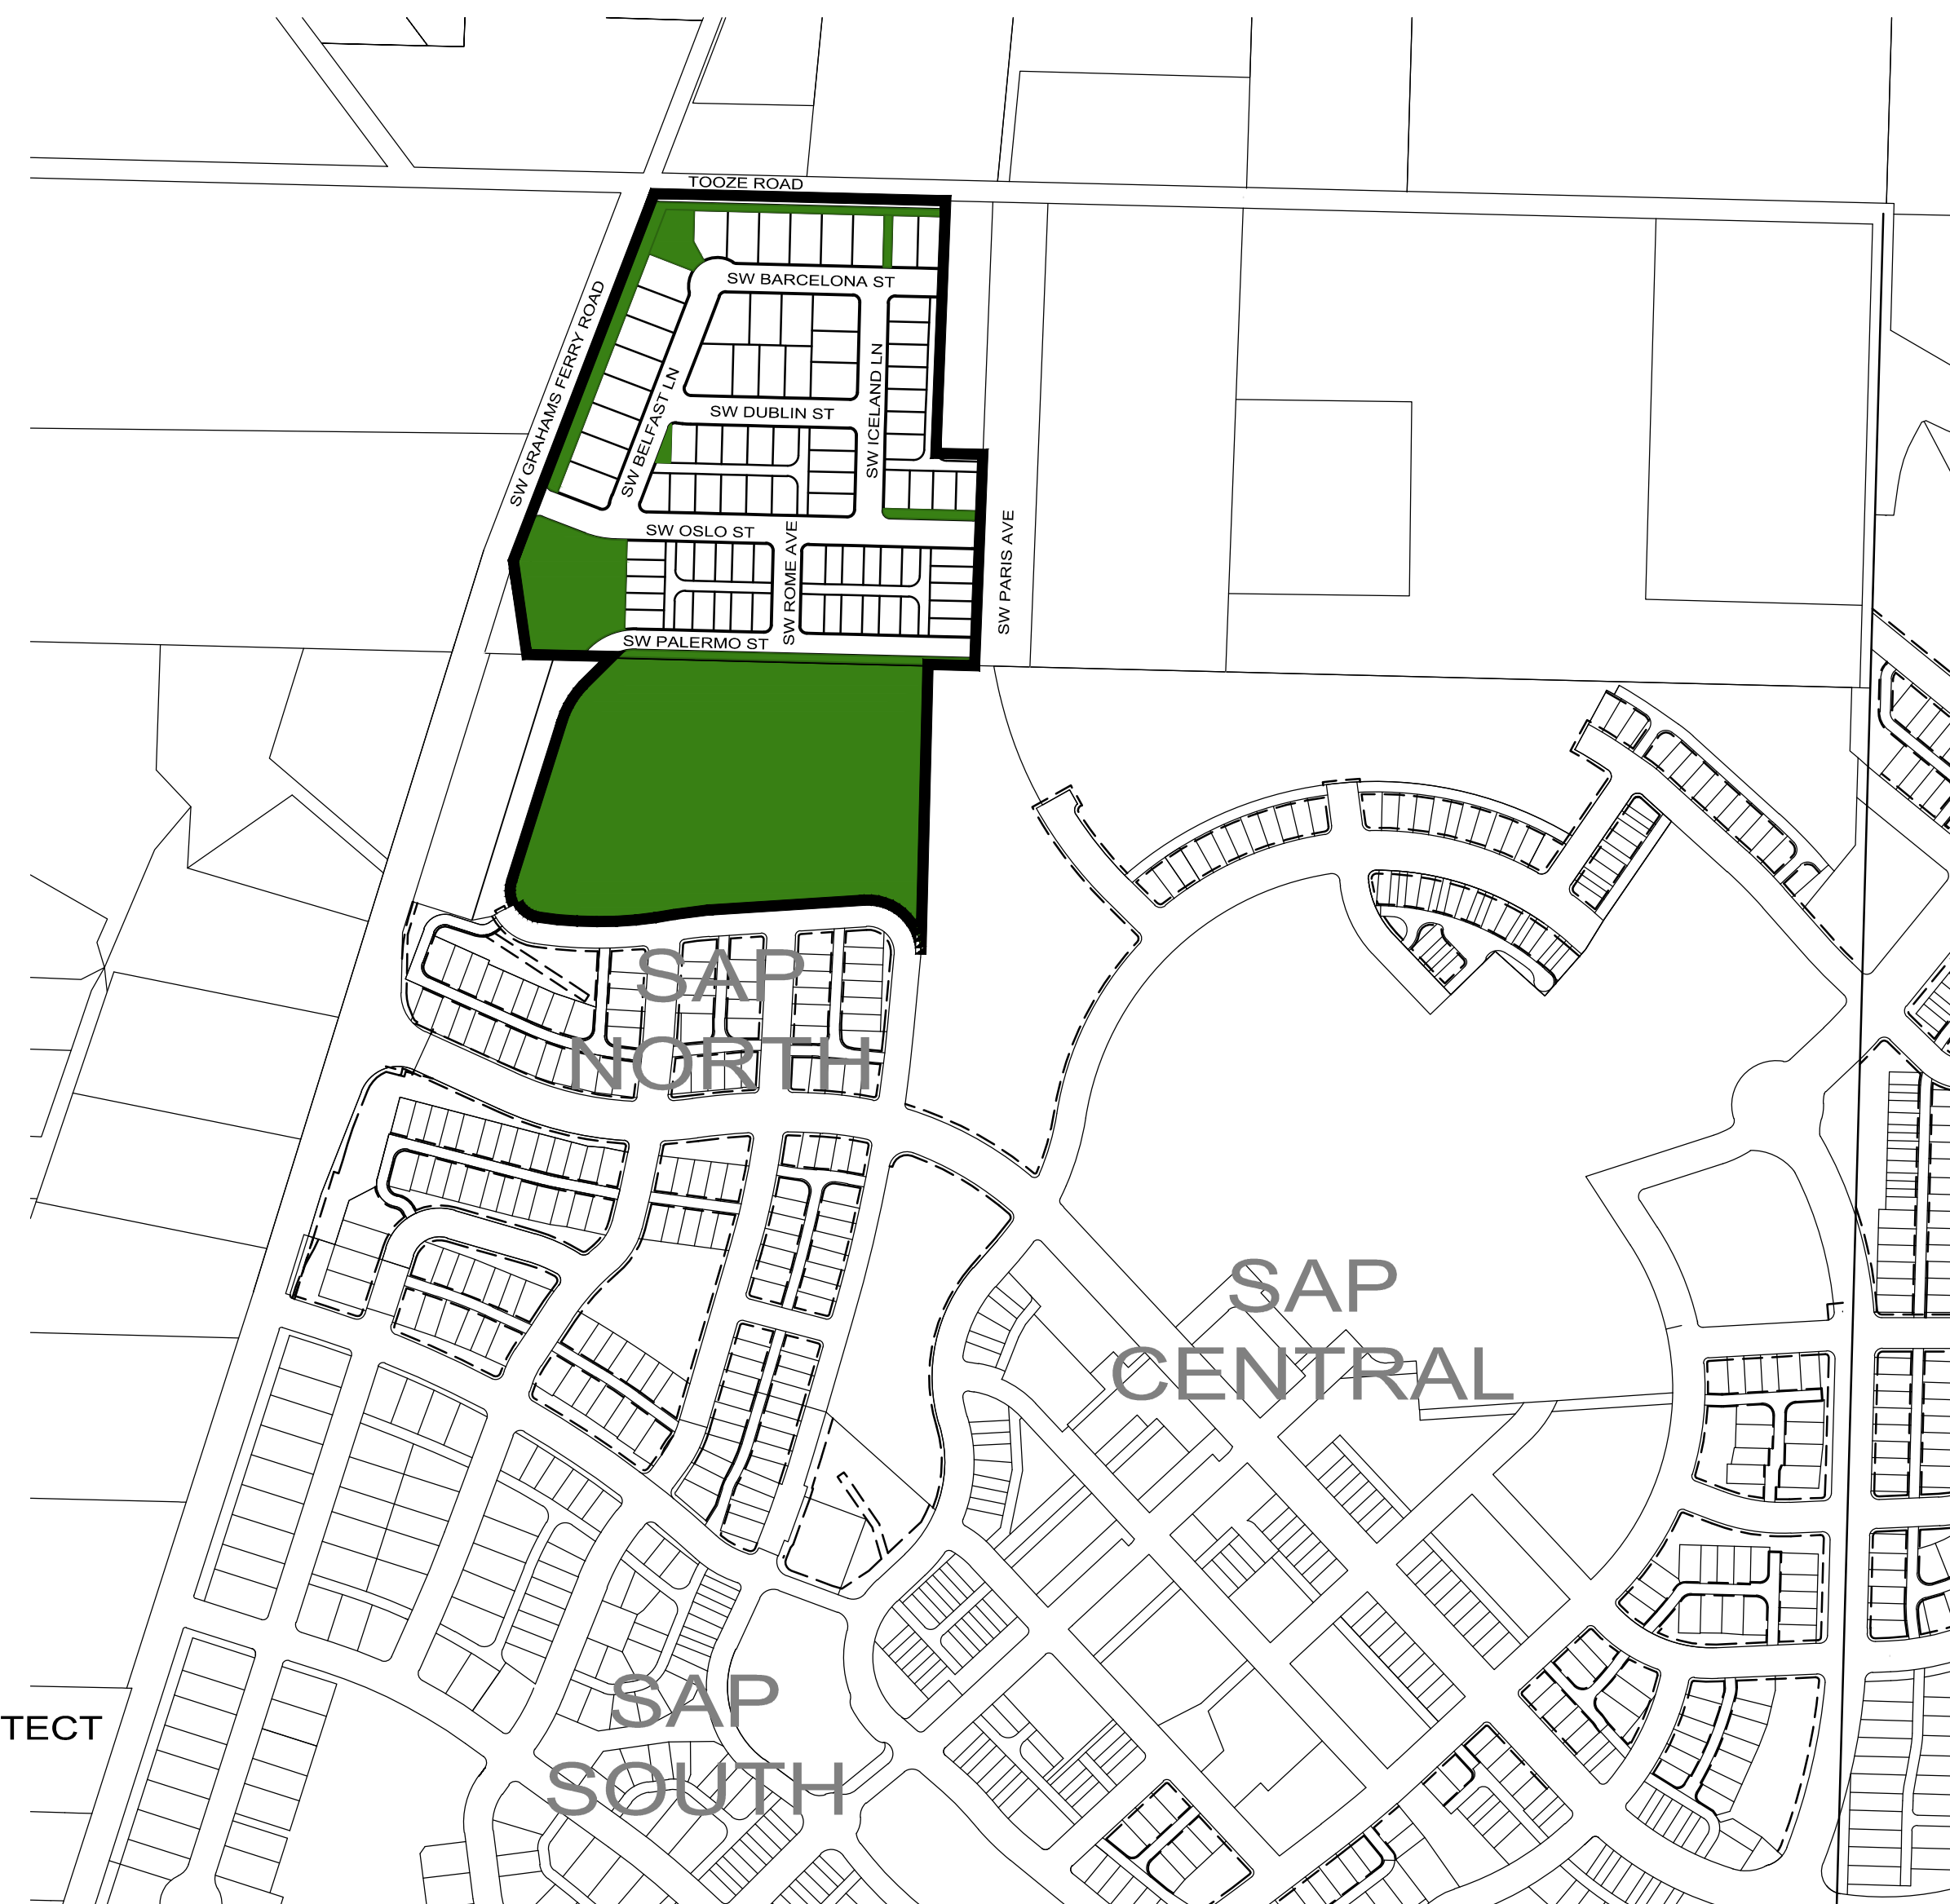 TOOZE ROAD
SW BARCELONA ST
SW GRAHAMS FERRY ROAD
SW BELFAST LN
SW ICELAND LN
SW DUBLIN ST
SW OSLO ST
SW ROME AVE
SW PARIS AVE
SW PALERMO ST
SAP
NORTH
SAP
CENTRAL
SAP
SOUTH
TECT